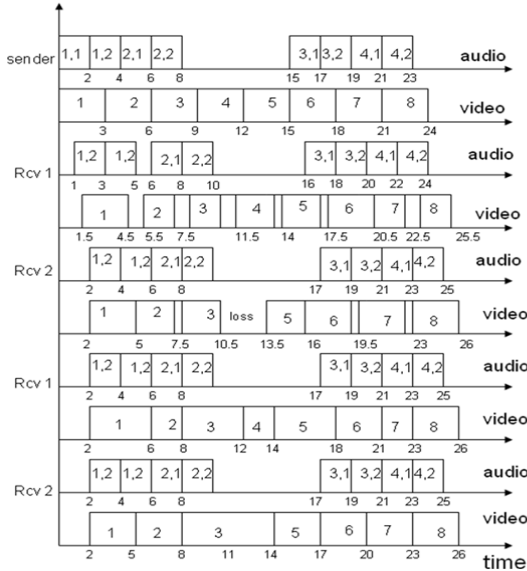 sender 1,1 1,2 2,1 2,2 3,1 3,2 4,1 4,2 audio
2 4 6 8 15 17 19 21 23
1 2 3 4 5 6 7 8 video
3 6 9 12 15 18 21 24
Rcv 1 1,2 1,2 2,1 2,2 3,1 3,2 4,1 4,2 audio
1 3 5 6 8 10 16 18 20 22 24
1 2 3 4 5 6 7 8 video
1.5 4.5 5.5 7.5 11.5 14 17.5 20.5 22.5 25.5
Rcv 2 1,2 1,2 2,1 2,2 3,1 3,2 4,1 4,2 audio
2 4 6 8 17 19 21 23 25
1 2 3 loss 5 6 7 8 video
2 5 7.5 10.5 13.5 16 19.5 23 26
Rcv 1 1,2 1,2 2,1 2,2 3,1 3,2 4,1 4,2 audio
2 4 6 8 17 19 21 23 25
1 2 3 4 5 6 7 8 video
2 6 8 12 14 18 21 23 26
Rcv 2 1,2 1,2 2,1 2,2 3,1 3,2 4,1 4,2 audio
2 4 6 8 17 19 21 23 25
1 2 3 4 5 6 7 8 video
2 5 8 11 14 17 20 23 26
time